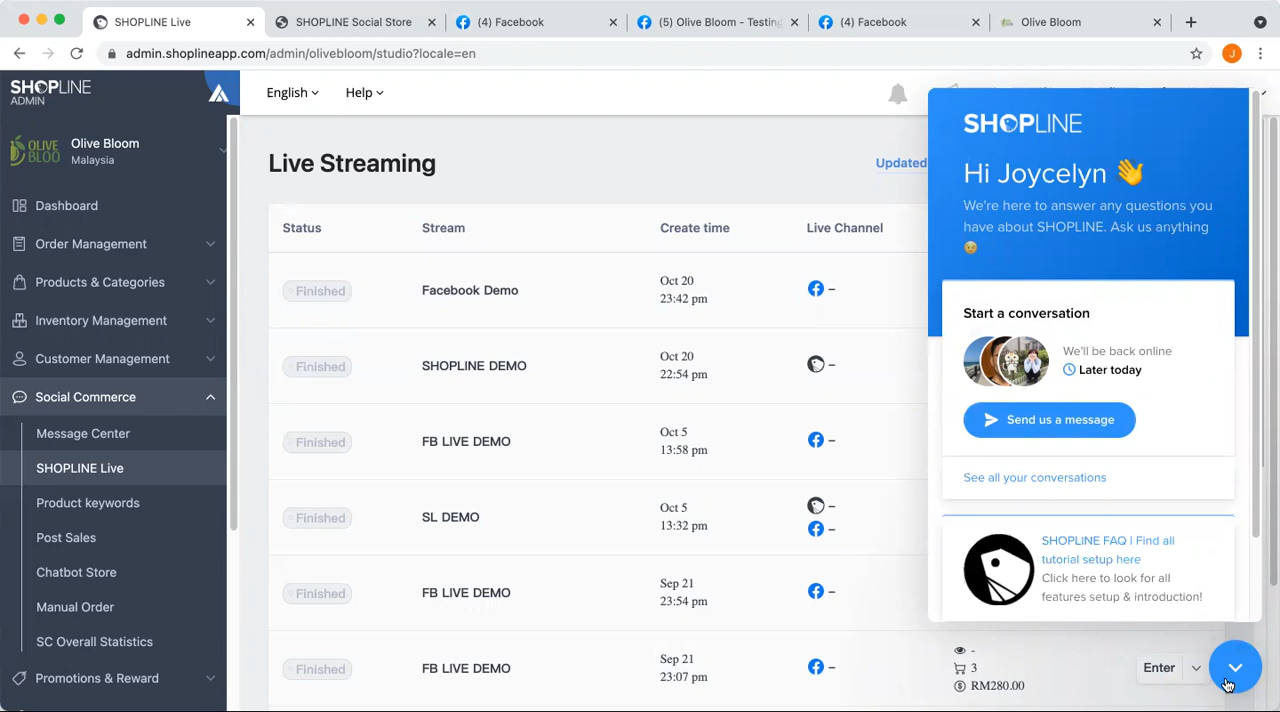 SHOPLINE Live
SHOPLINE Social Store
(4) Facebook
(5) Olive Bloom - Testing
(4) Facebook
Olive Bloom
admin.shoplineapp.com/admin/olivebloom/studio?locale=en
J
SHOPLINE
ADMIN
English
Help
OLIVE
BLOO
Olive Bloom
Malaysia
Dashboard
Order Management
Products & Categories
Inventory Management
Customer Management
Social Commerce
Message Center
SHOPLINE Live
Product keywords
Post Sales
Chatbot Store
Manual Order
SC Overall Statistics
Promotions & Reward
Live Streaming
Updated
Status
Stream
Create time
Live Channel
Finished
Facebook Demo
Oct 20
23:42 pm
–
Finished
SHOPLINE DEMO
Oct 20
22:54 pm
–
Finished
FB LIVE DEMO
Oct 5
13:58 pm
–
Finished
SL DEMO
Oct 5
13:32 pm
–
–
Finished
FB LIVE DEMO
Sep 21
23:54 pm
–
Finished
FB LIVE DEMO
Sep 21
23:07 pm
–
-
3
RM280.00
Enter
SHOPLINE
Hi Joycelyn 👋
We're here to answer any questions you
have about SHOPLINE. Ask us anything
😉
Start a conversation
We'll be back online
Later today
Send us a message
See all your conversations
SHOPLINE FAQ | Find all
tutorial setup here
Click here to look for all
features setup & introduction!